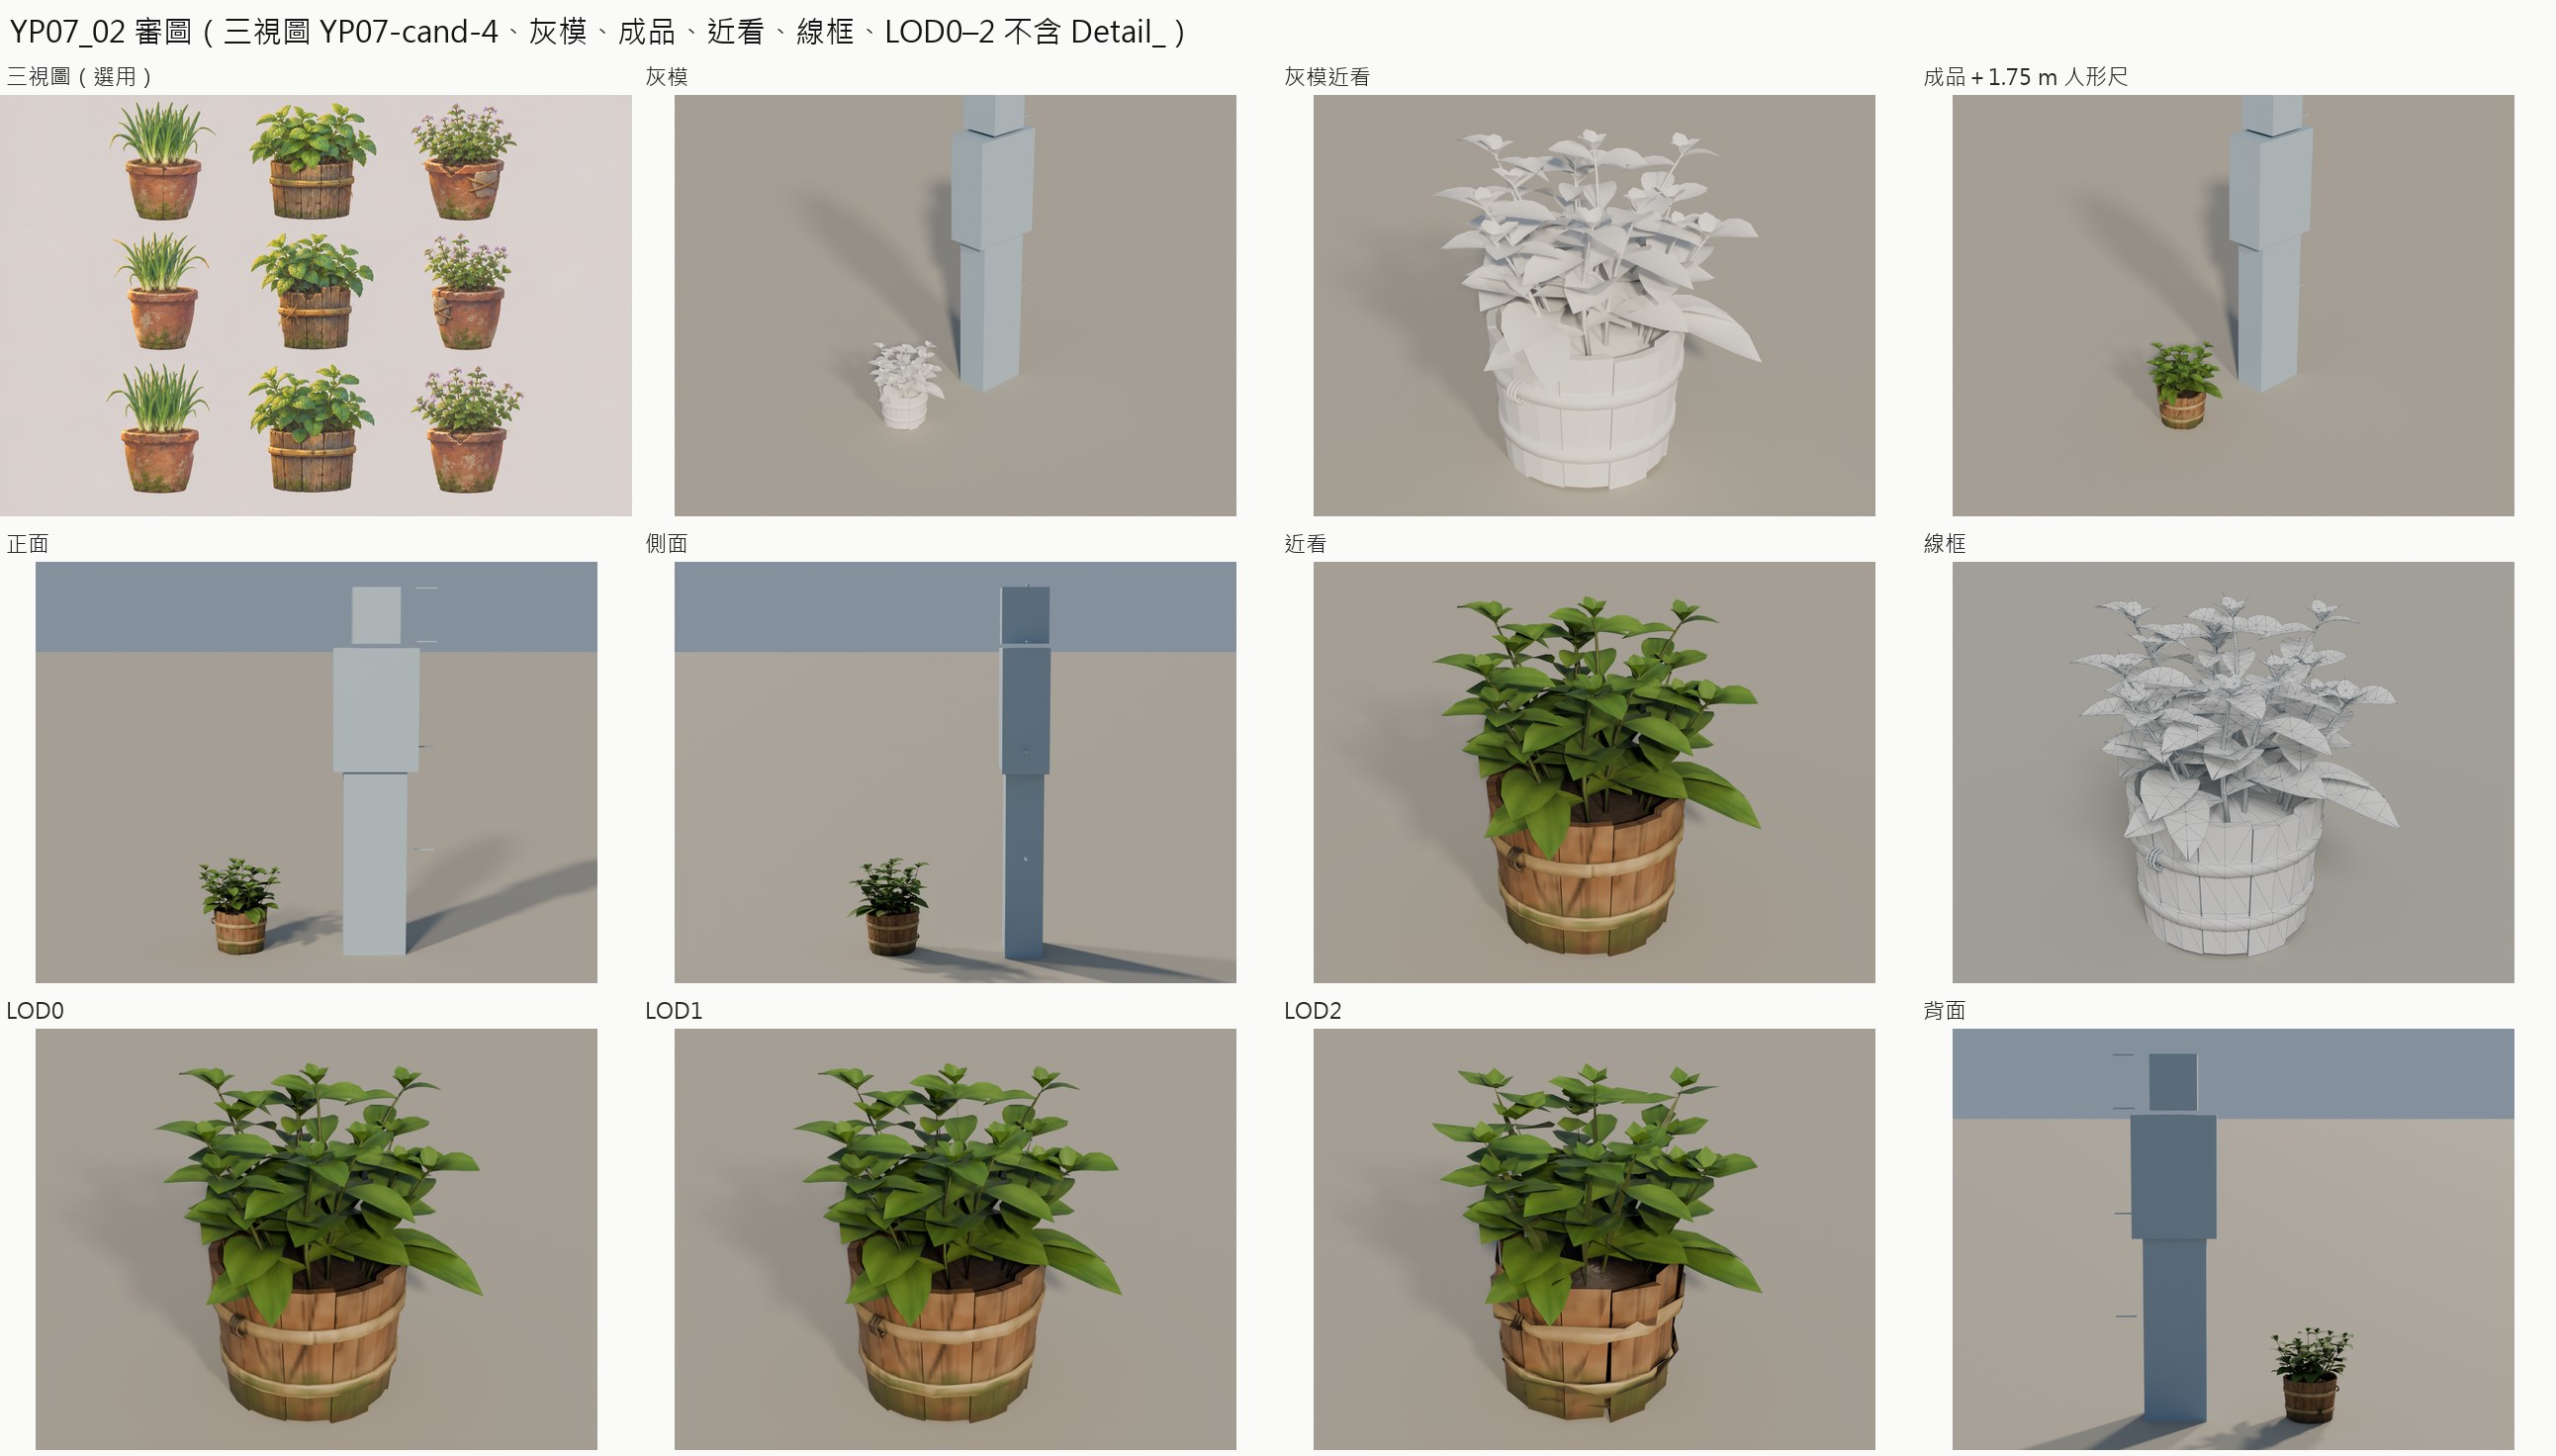 YP07_02 審圖（三視圖 YP07-cand-4、灰模、成品、近看、線框、LOD0–2 不含 Detail_）
三視圖（選用）
灰模
灰模近看
成品＋1.75 m 人形尺
正面
側面
近看
線框
LOD0
LOD1
LOD2
背面